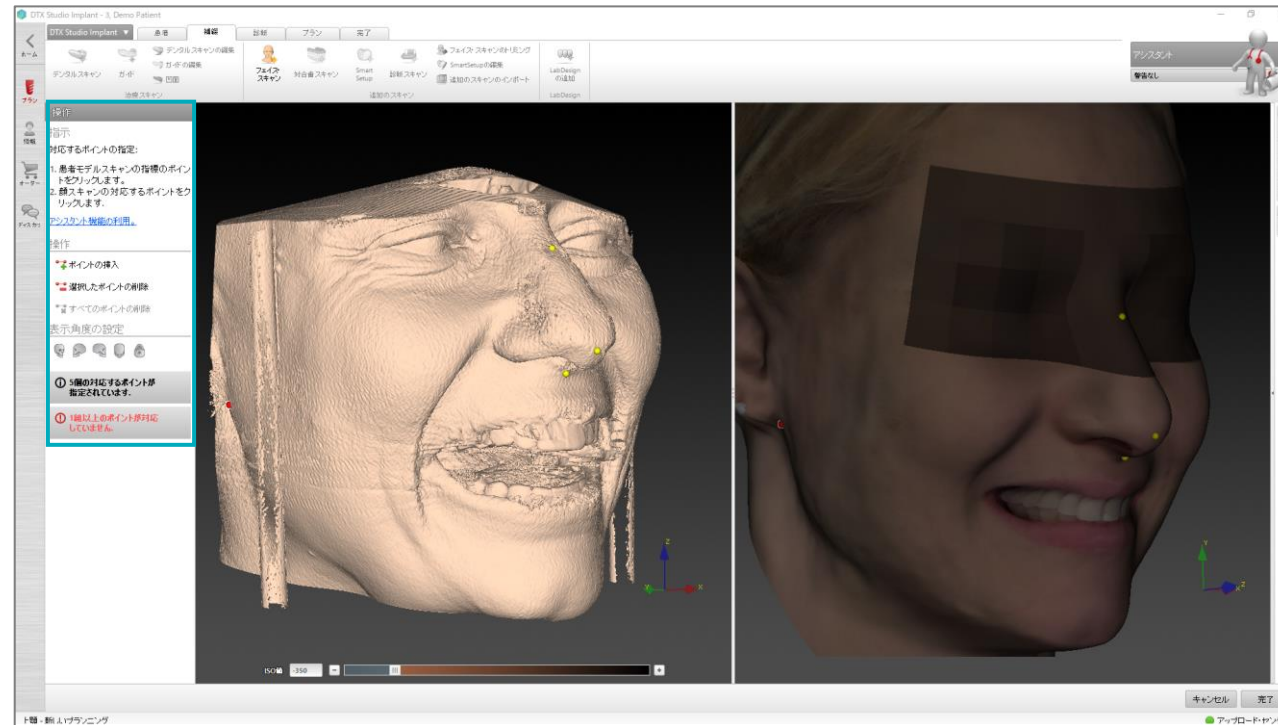 DTX Studio Implant - 3, Demo Patient
DTX Studio Implant ▼
患者
補綴
診断
プラン
完了
ホーム
プラン
情報
オーダー
デンタルスキャン
ガイド
デンタルスキャンの編集
ガイドの編集
治療スキャン
フェイス
スキャン
対合歯スキャン
Smart
Setup
診断スキャン
フェイススキャンのトリミング
SmartSetupの編集
追加のスキャンのインポート
追加のスキャン
LabDesign
の追加
LabDesign
アシスタント
警告なし
操作
指示
対応するポイントの指定:
1. 患者モデルスキャンの指標のポイン
トをクリックします。
2. 顔スキャンの対応するポイントをク
リックします.
アシスタント機能の利用。
操作
ポイントの挿入
選択したポイントの削除
すべてのポイントの削除
表示角度の設定
5個の対応するポイントが
指定されています.
1組以上のポイントが対応
していません。
Z
Y
X
ISO値
-350
Y
Z
X
キャンセル
完了